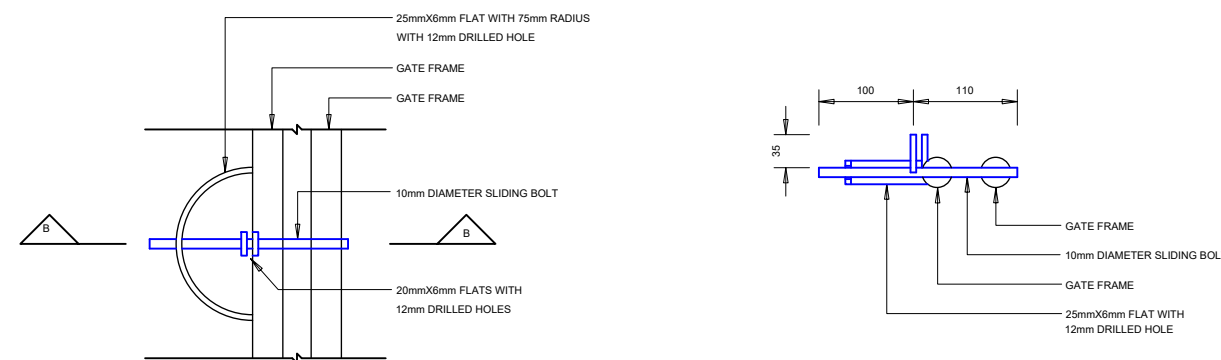 25mmX6mm FLAT WITH 75mm RADIUS
WITH 12mm DRILLED HOLE
GATE FRAME
GATE FRAME
10mm DIAMETER SLIDING BOLT
B
B
20mmX6mm FLATS WITH
12mm DRILLED HOLES
100
110
35
GATE FRAME
10mm DIAMETER SLIDING BOL
GATE FRAME
25mmX6mm FLAT WITH
12mm DRILLED HOLE